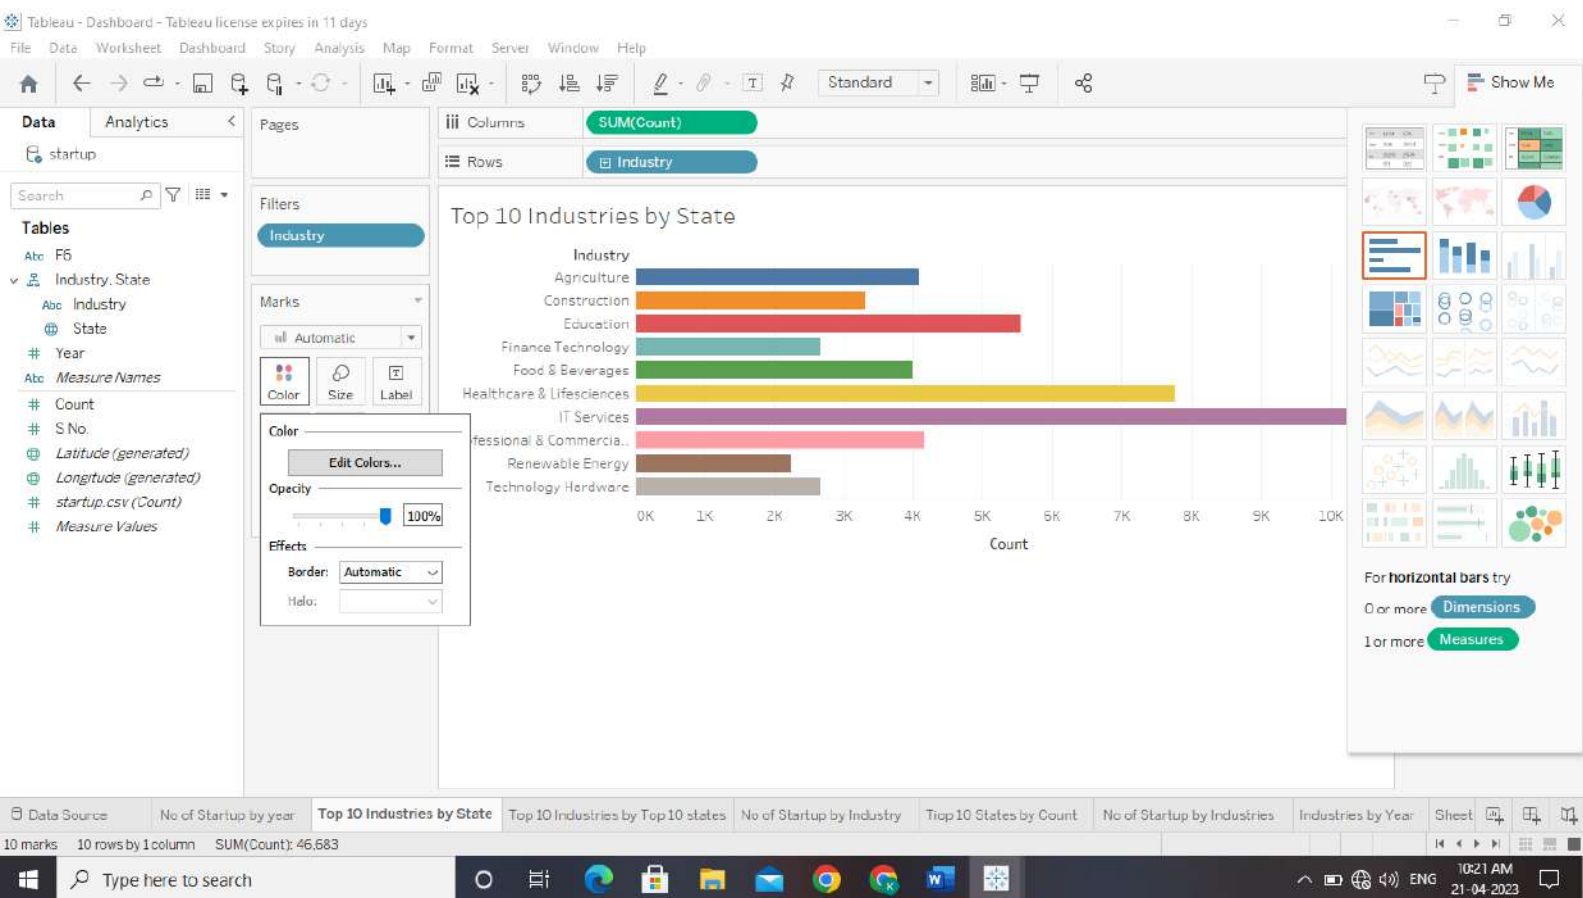 Tableau - Dashboard - Tableau license expires in 11 days
File Data Worksheet Dashboard Story Analysis Map Format Server Window Help
Standard
Show Me
Data Analytics
startup
Search
Tables
Abc F6
Industry, State
Abc Industry
State
# Year
Abc Measure Names
# Count
# S No.
Latitude (generated)
Longitude (generated)
# startup.csv (Count)
# Measure Values
Pages
Filters
Industry
Marks
Automatic
Color Size Label
Color
Edit Colors...
Opacity
100%
Effects
Border: Automatic
Halo:
Columns SUM(Count)
Rows Industry
Top 10 Industries by State
Industry
Agriculture
Construction
Education
Finance Technology
Food & Beverages
Healthcare & Lifesciences
IT Services
ofessional & Commercia..
Renewable Energy
Technology Hardware
0K 1K 2K 3K 4K 5K 6K 7K 8K 9K 10K
Count
For horizontal bars try
0 or more Dimensions
1 or more Measures
Data Source No of Startup by year Top 10 Industries by State Top 10 Industries by Top 10 states No of Startup by Industry Top 10 States by Count No of Startup by Industries Industries by Year Sheet
10 marks 10 rows by 1 column SUM(Count): 46,683
Type here to search
ENG
10:21 AM
21-04-2023